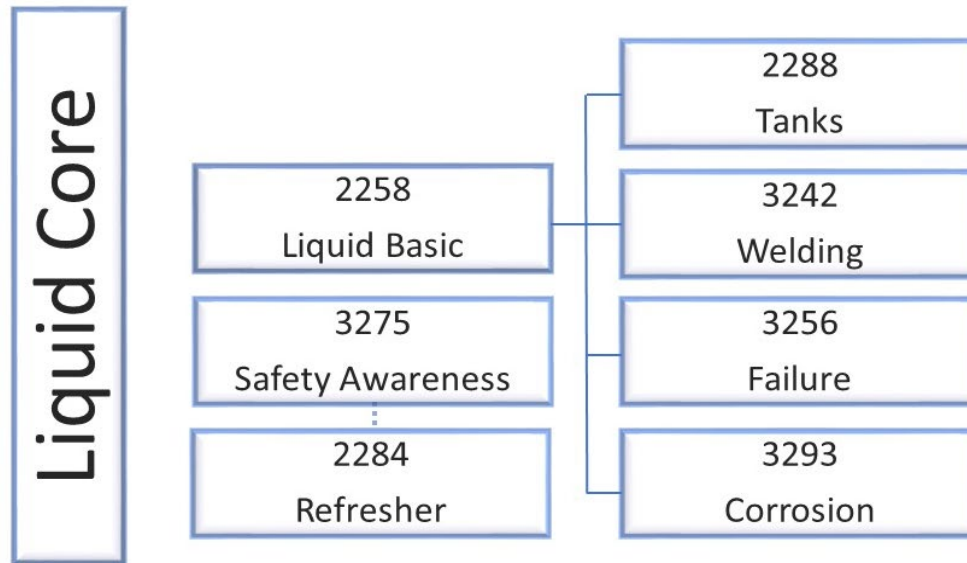 Liquid Core
2258
Liquid Basic
3275
Safety Awareness
2284
Refresher
2288
Tanks
3242
Welding
3256
Failure
3293
Corrosion